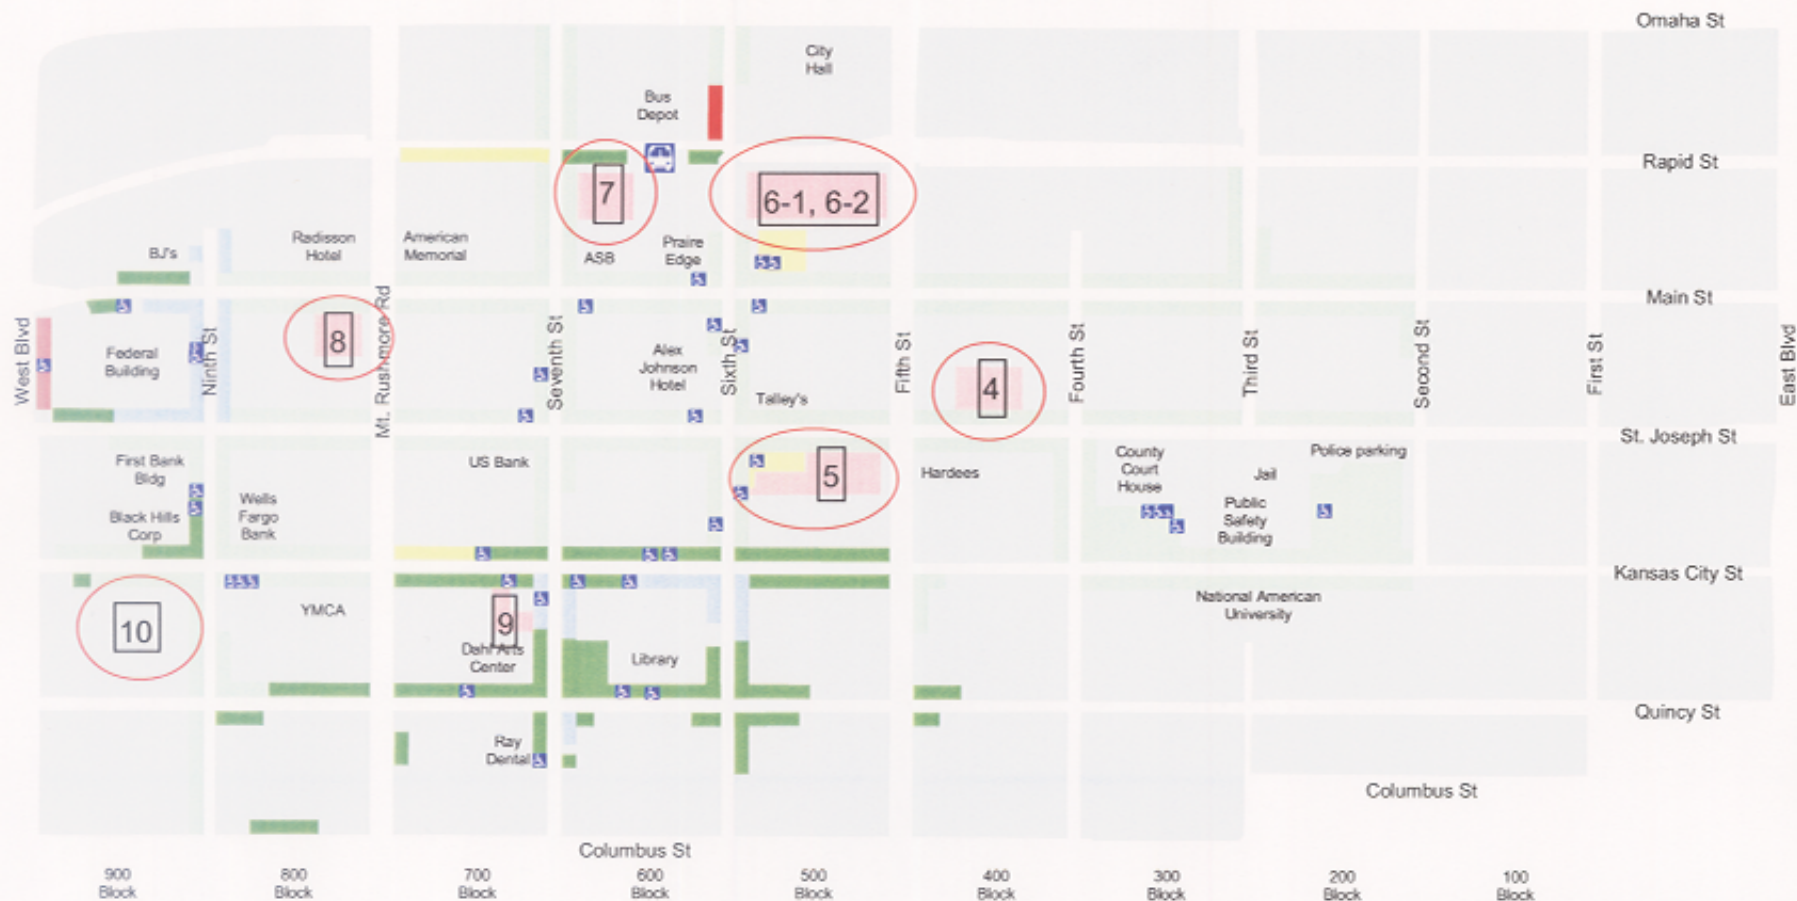 Omaha St
City
Hall
Bus
Depot
Rapid St
7
6-1, 6-2
BJ's
Radisson
Hotel
American
Memorial
ASB
Praire
Edge
Main St
West Blvd
Federal
Building
Ninth St
8
Mt. Rushmore Rd
Seventh St
Alex
Johnson
Hotel
Sixth St
Talley's
Fifth St
4
Fourth St
Third St
Second St
First St
East Blvd
St. Joseph St
First Bank
Bldg
Black Hills
Corp
Wells
Fargo
Bank
US Bank
5
Hardees
County
Court
House
Jail
Public
Safety
Building
Police parking
Kansas City St
10
YMCA
9
Dahl Arts
Center
Library
National American
University
Quincy St
Ray
Dental
Columbus St
Columbus St
900
Block
800
Block
700
Block
600
Block
500
Block
400
Block
300
Block
200
Block
100
Block